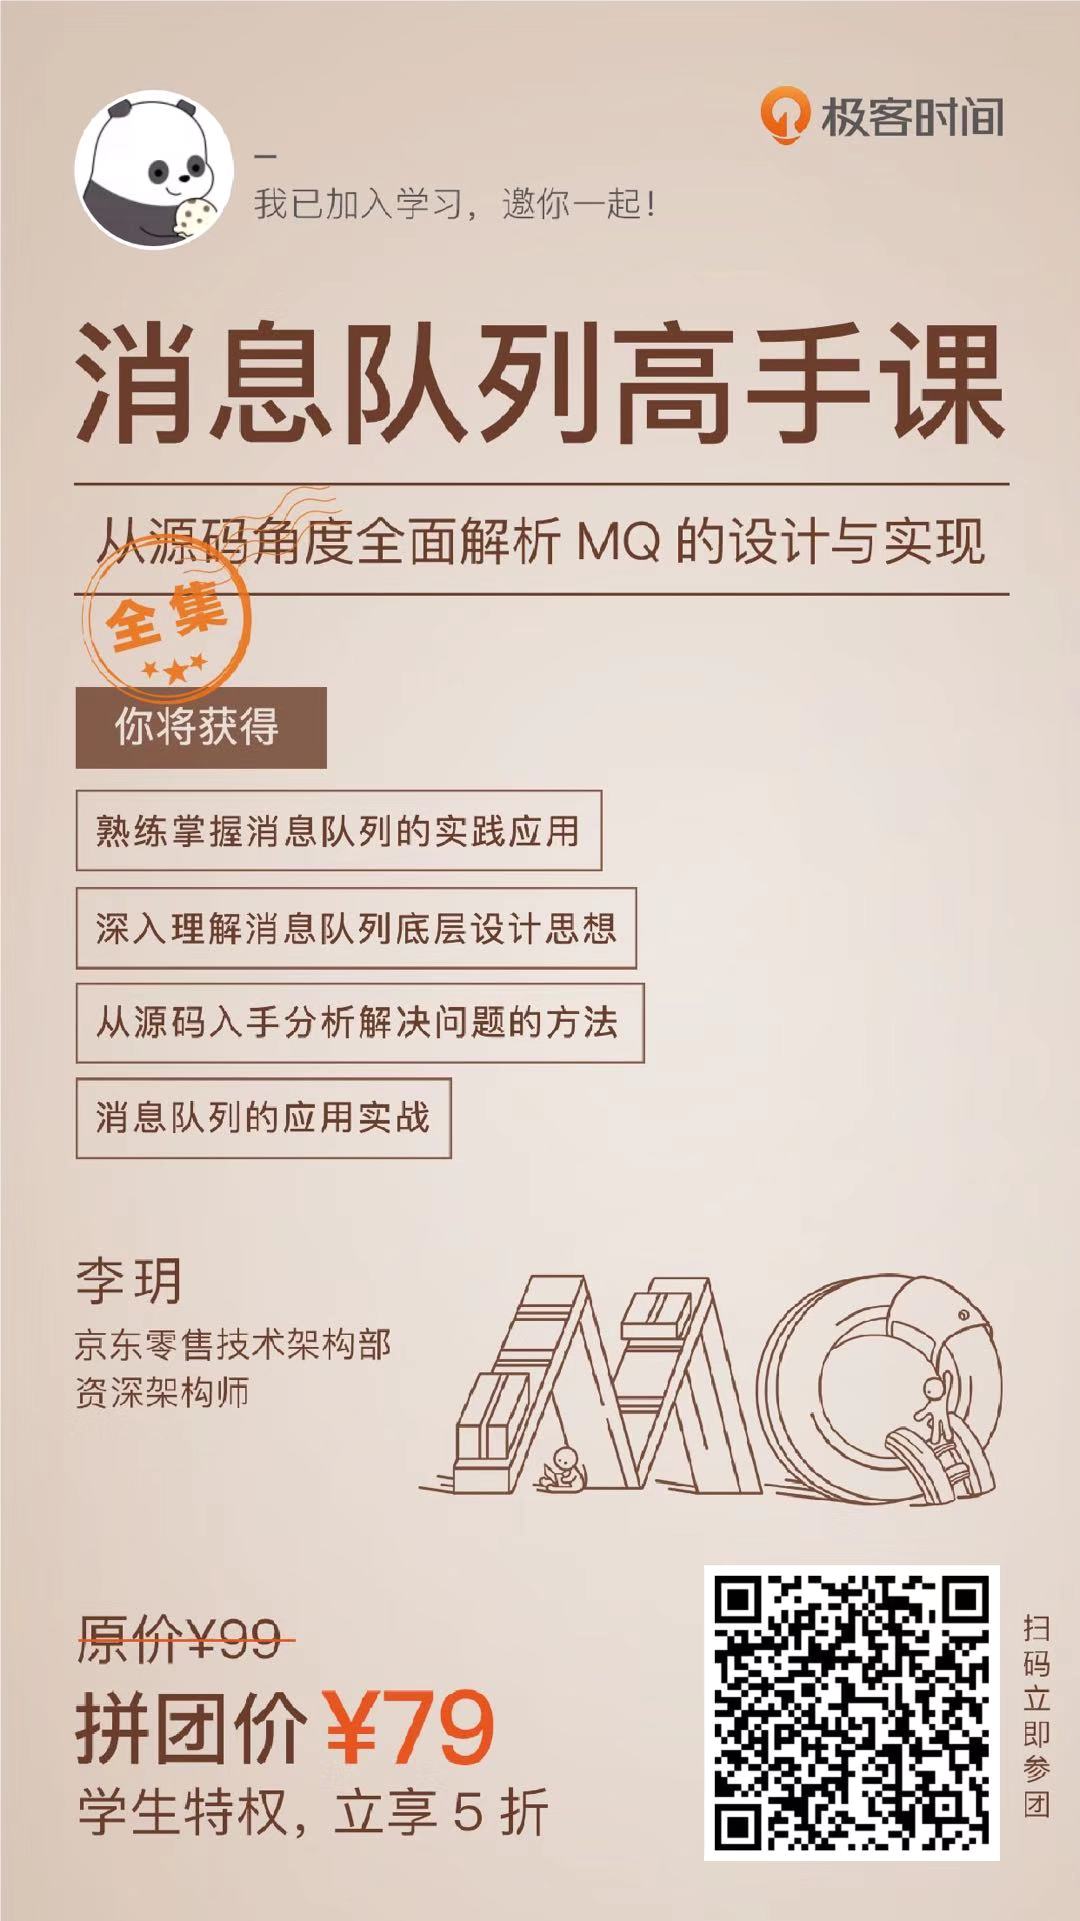 极客时间
–
我已加入学习，邀你一起！
消息队列高手课
从源码角度全面解析 MQ 的设计与实现
全集
你将获得
熟练掌握消息队列的实践应用
深入理解消息队列底层设计思想
从源码入手分析解决问题的方法
消息队列的应用实战
李玥
京东零售技术架构部
资深架构师
MQ
原价¥99
拼团价¥79
学生特权，立享 5 折
扫码立即参团